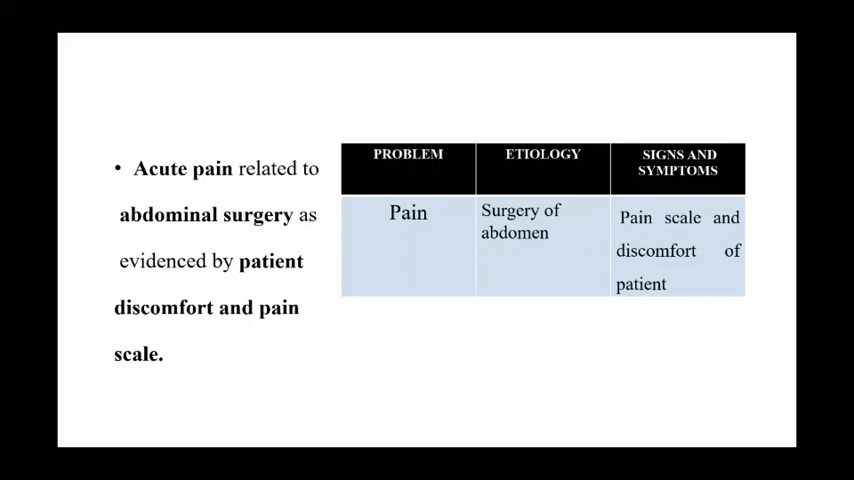 • Acute pain related to
abdominal surgery as
evidenced by patient
discomfort and pain
scale.
PROBLEM
ETIOLOGY
SIGNS AND
SYMPTOMS
Pain
Surgery of
abdomen
Pain scale and
discomfort of
patient